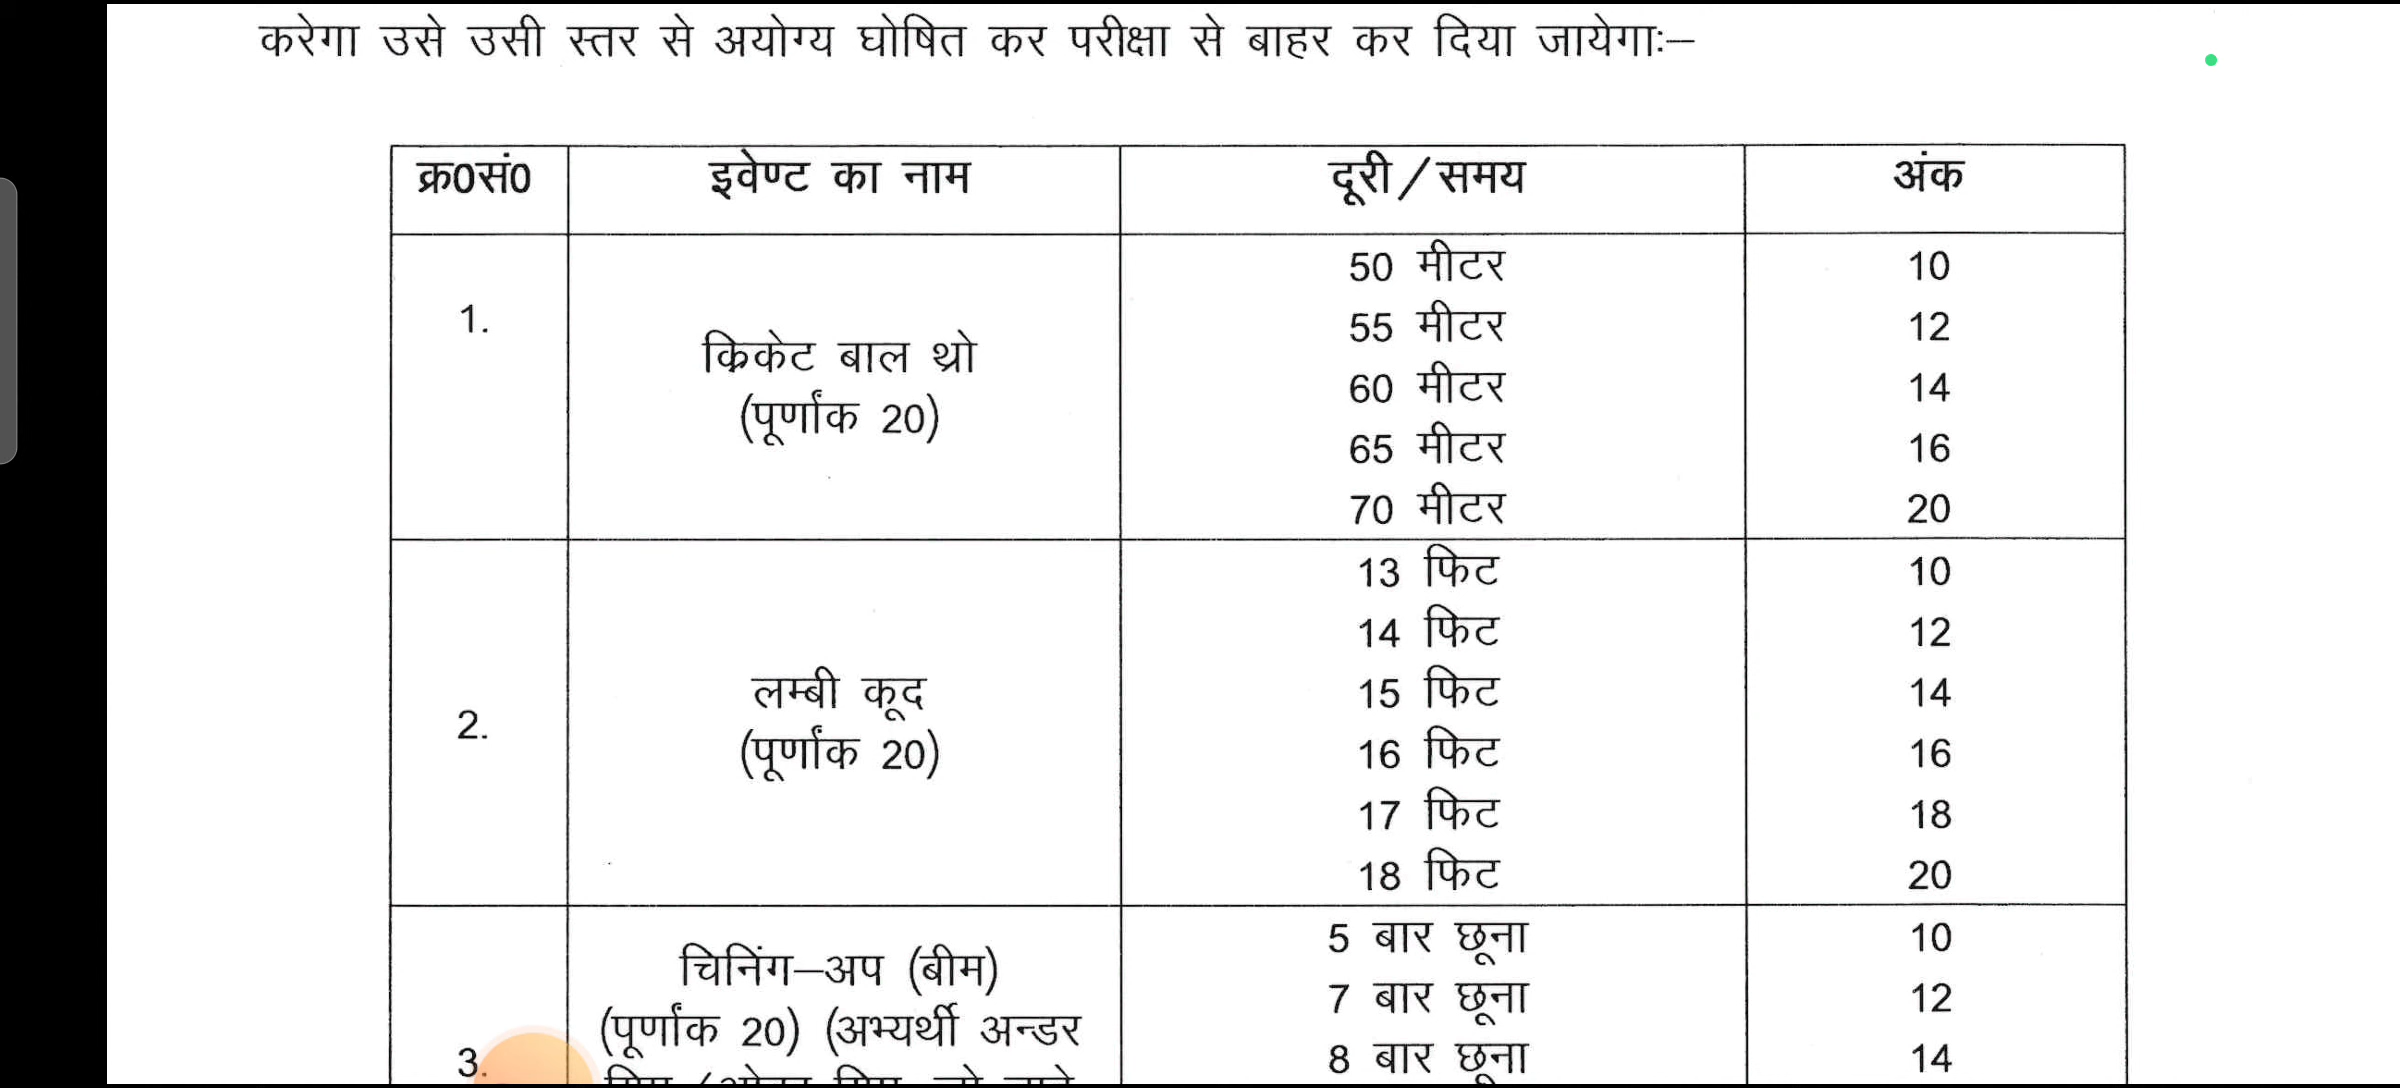 करेगा उसे उसी स्तर से अयोग्य घोषित कर परीक्षा से बाहर कर दिया जायेगाः–
क्र0सं0 इवेण्ट का नाम दूरी/समय अंक
1. क्रिकेट बाल थ्रो
(पूर्णांक 20)
50 मीटर 10
55 मीटर 12
60 मीटर 14
65 मीटर 16
70 मीटर 20
2. लम्बी कूद
(पूर्णांक 20)
13 फिट 10
14 फिट 12
15 फिट 14
16 फिट 16
17 फिट 18
18 फिट 20
3. चिनिंग–अप (बीम)
(पूर्णांक 20) (अभ्यर्थी अन्डर
5 बार छूना 10
7 बार छूना 12
8 बार छूना 14